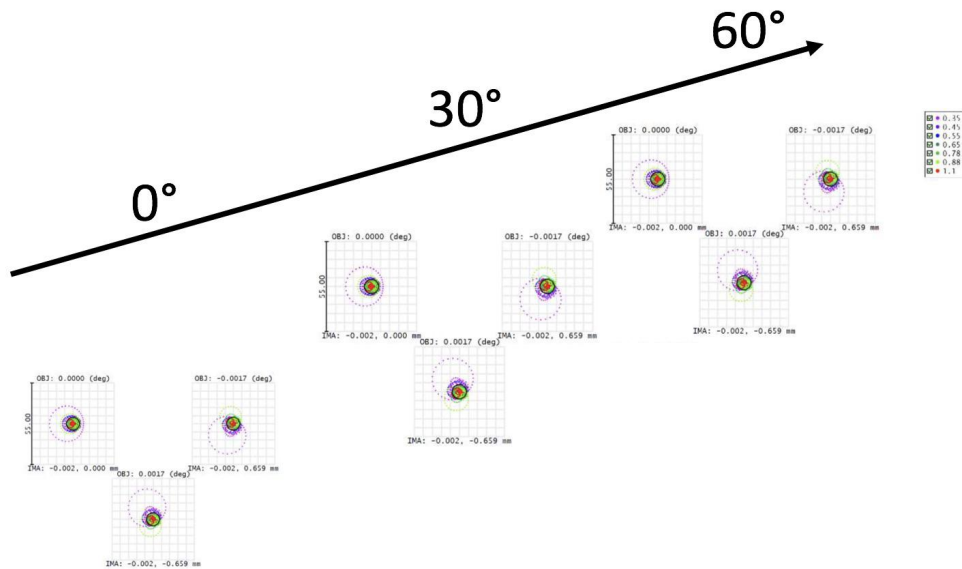 60°
30°
0°
0.35
0.45
0.55
0.65
0.78
0.88
1.1
OBJ: 0.0000 (deg)
OBJ: -0.0017 (deg)
55.00
IMA: -0.002, 0.000 mm
IMA: -0.002, 0.659 mm
OBJ: 0.0017 (deg)
IMA: -0.002, -0.659 mm
OBJ: 0.0000 (deg)
OBJ: -0.0017 (deg)
55.00
IMA: -0.002, 0.000 mm
IMA: -0.002, 0.659 mm
OBJ: 0.0017 (deg)
IMA: -0.002, -0.659 mm
OBJ: 0.0000 (deg)
OBJ: -0.0017 (deg)
55.00
IMA: -0.002, 0.000 mm
IMA: -0.002, 0.659 mm
OBJ: 0.0017 (deg)
IMA: -0.002, -0.659 mm